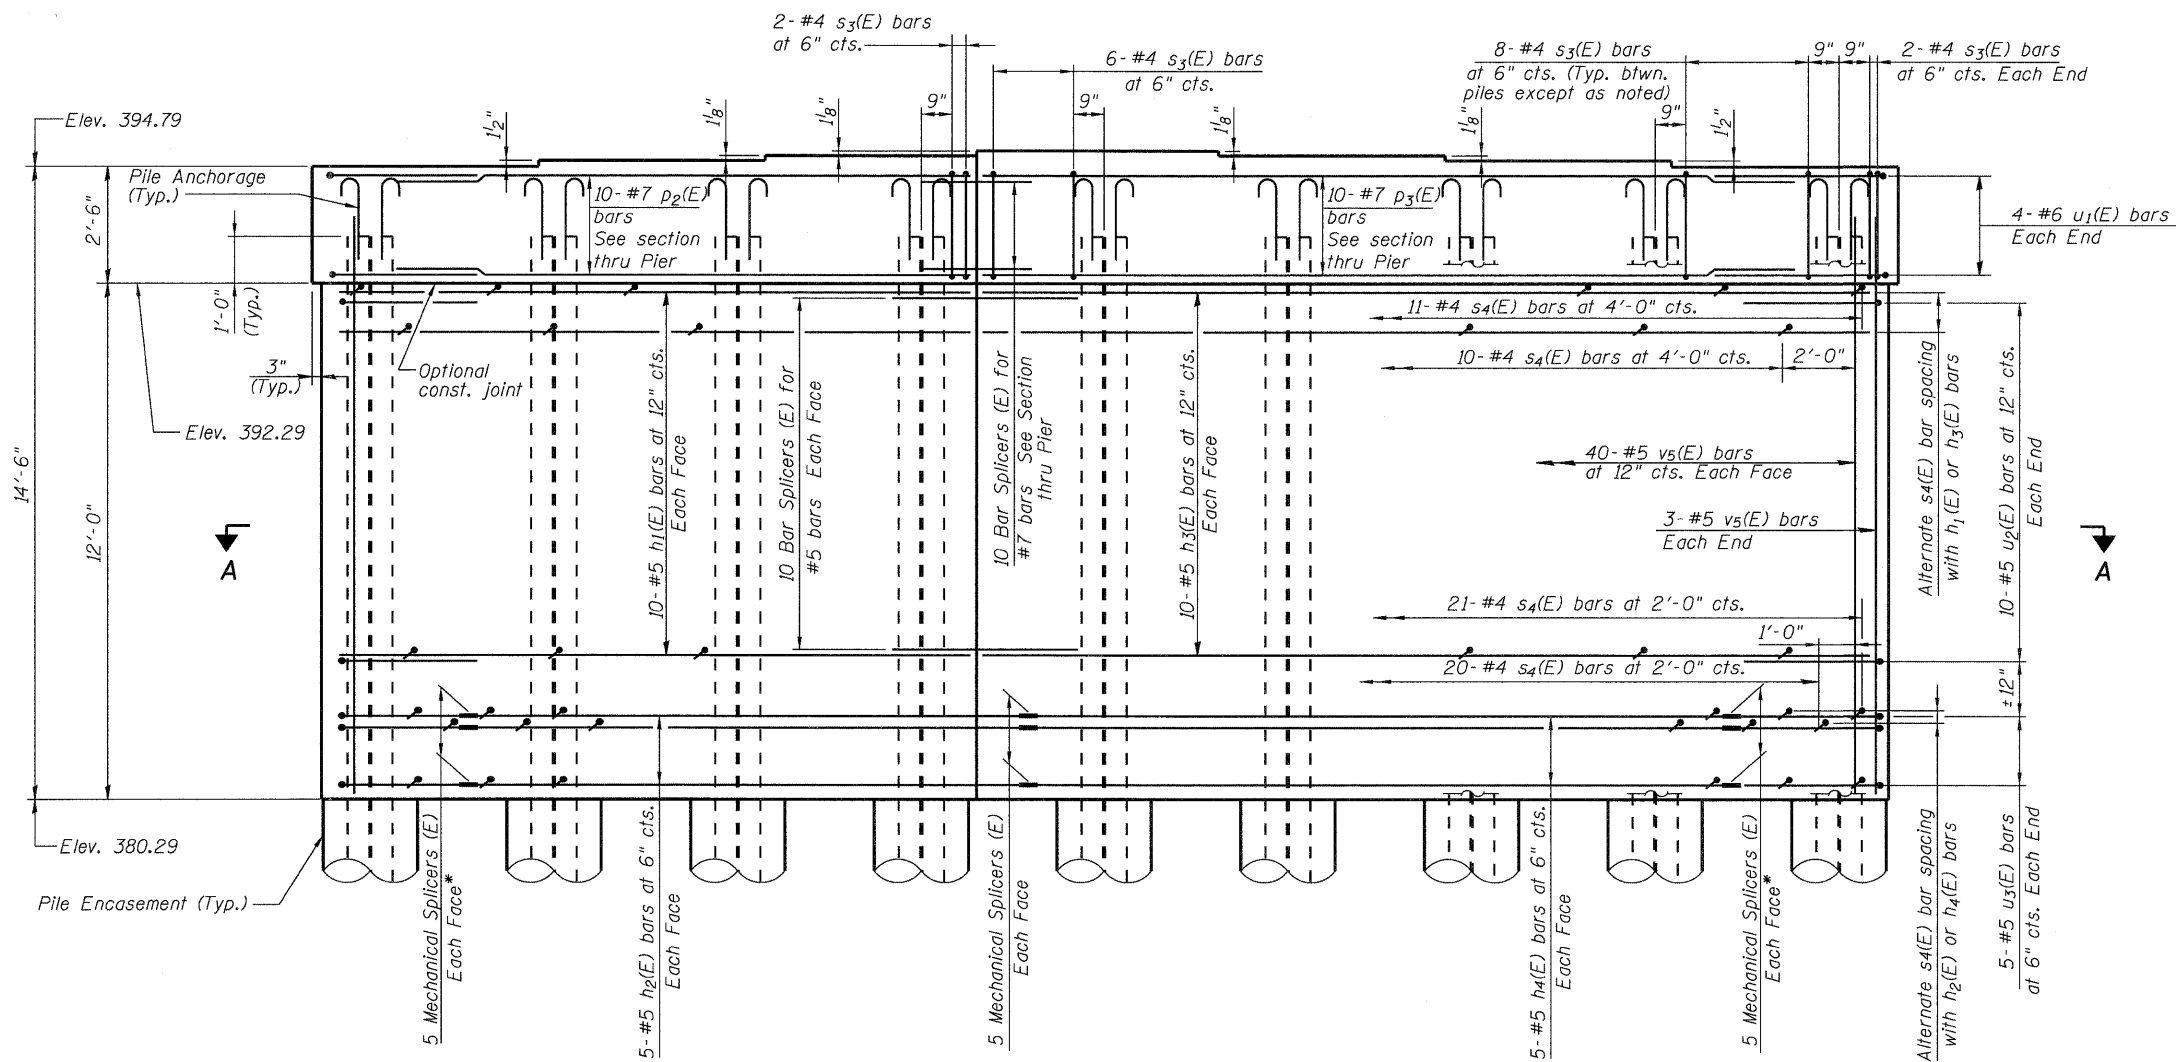 2-#4 s3(E) bars
at 6" cts.
6-#4 s3(E) bars
at 6" cts.
8-#4 s3(E) bars
at 6" cts. (Typ. btwn.
piles except as noted)
9" 9"
2-#4 s3(E) bars
at 6" cts. Each End
Elev. 394.79
1½"
1⅛"
1⅛"
9"
9"
1⅛"
1⅛"
9"
1½"
Pile Anchorage
(Typ.)
2'-6"
10-#7 p2(E)
bars
See section
thru Pier
10-#7 p3(E)
bars
See section
thru Pier
4-#6 u1(E) bars
Each End
1'-0"
(Typ.)
3"
(Typ.)
Optional
const. joint
Elev. 392.29
14'-6"
12'-0"
10-#5 h1(E) bars at 12" cts.
Each Face
10 Bar Splicers (E) for
#5 bars Each Face
10 Bar Splicers (E) for
#7 bars See Section
thru Pier
10-#5 h3(E) bars at 12" cts.
Each Face
11-#4 s4(E) bars at 4'-0" cts.
10-#4 s4(E) bars at 4'-0" cts.
2'-0"
40-#5 v5(E) bars
at 12" cts. Each Face
3-#5 v5(E) bars
Each End
Alternate s4(E) bar spacing
with h1(E) or h3(E) bars
10-#5 u2(E) bars at 12" cts.
Each End
A
A
21-#4 s4(E) bars at 2'-0" cts.
1'-0"
20-#4 s4(E) bars at 2'-0" cts.
±12"
Elev. 380.29
Pile Encasement (Typ.)
5 Mechanical Splicers (E)
Each Face*
5-#5 h2(E) bars at 6" cts.
Each Face
5 Mechanical Splicers (E)
Each Face
5-#5 h4(E) bars at 6" cts.
Each Face
5 Mechanical Splicers (E)
Each Face*
Alternate s4(E) bar spacing
with h2(E) or h4(E) bars
5-#5 u3(E) bars
at 6" cts. Each End